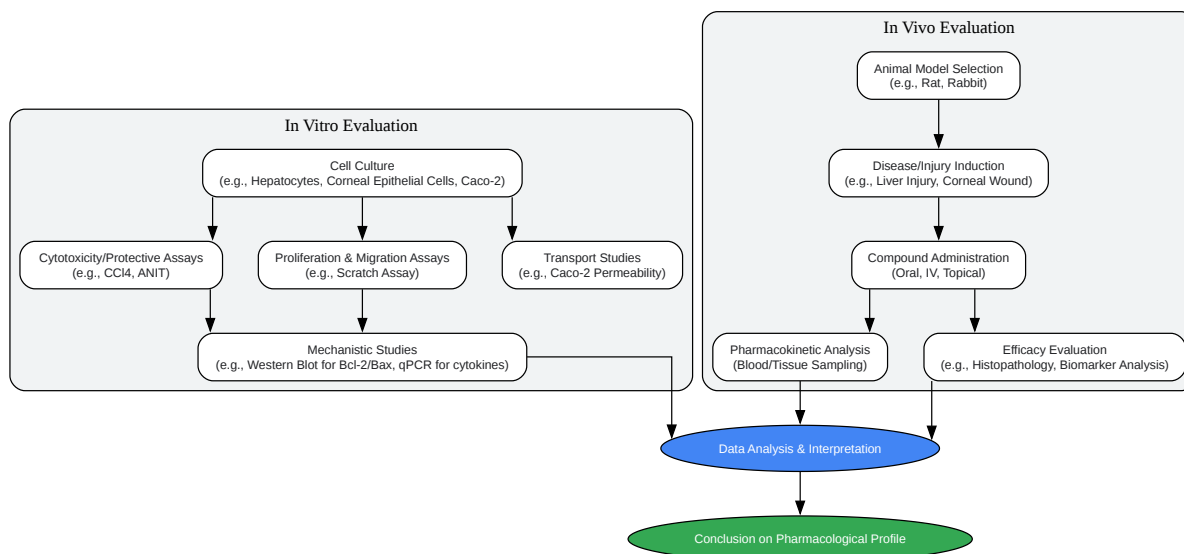 In Vitro Evaluation
Cell Culture
(e.g., Hepatocytes, Corneal Epithelial Cells, Caco-2)
Cytotoxicity/Protective Assays
(e.g., CCl4, ANIT)
Proliferation & Migration Assays
(e.g., Scratch Assay)
Transport Studies
(e.g., Caco-2 Permeability)
Mechanistic Studies
(e.g., Western Blot for Bcl-2/Bax, qPCR for cytokines)
In Vivo Evaluation
Animal Model Selection
(e.g., Rat, Rabbit)
Disease/Injury Induction
(e.g., Liver Injury, Corneal Wound)
Compound Administration
(Oral, IV, Topical)
Pharmacokinetic Analysis
(Blood/Tissue Sampling)
Efficacy Evaluation
(e.g., Histopathology, Biomarker Analysis)
Data Analysis & Interpretation
Conclusion on Pharmacological Profile